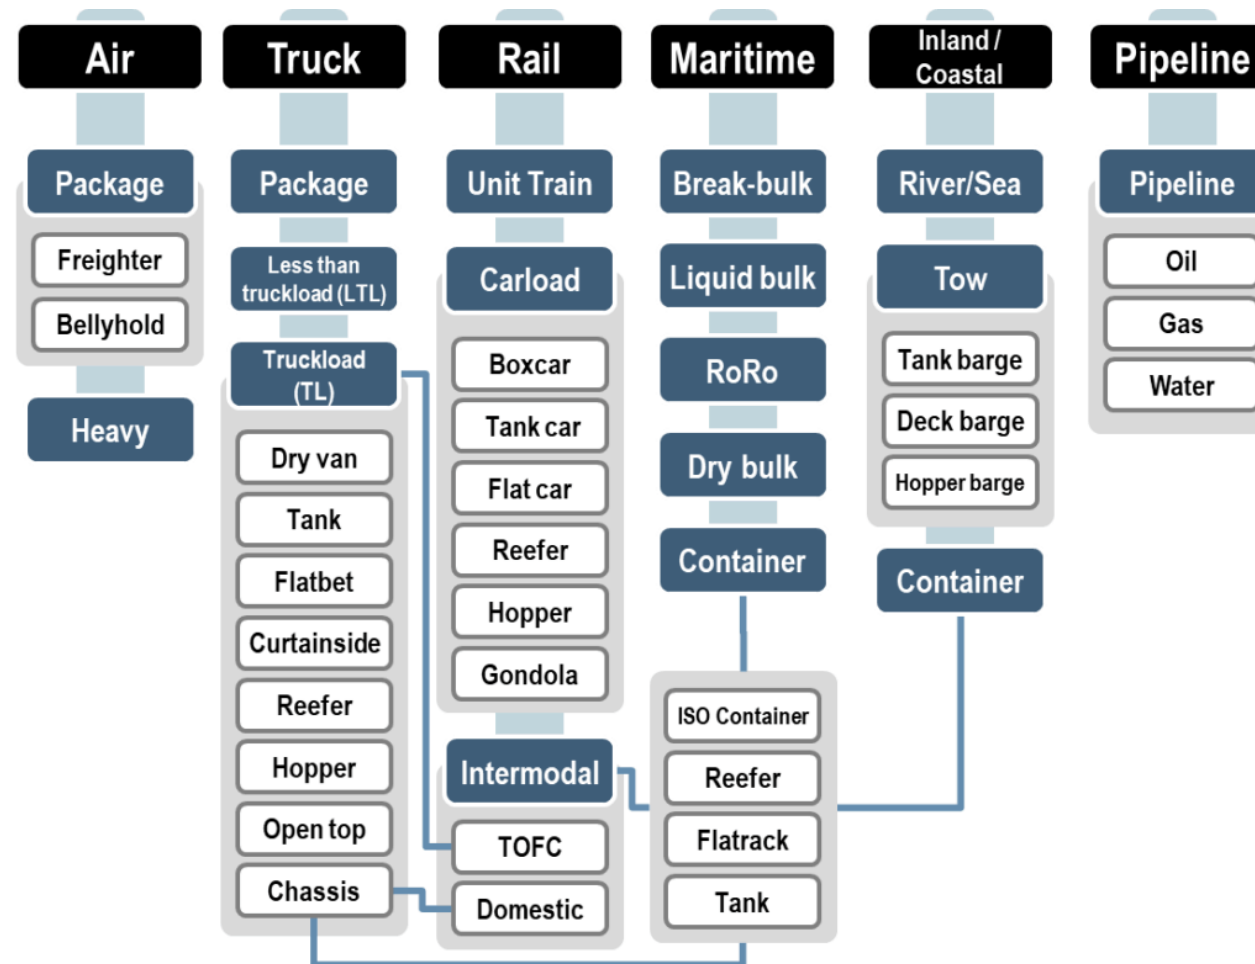 Air
Truck
Rail
Maritime
Inland /
Coastal
Pipeline
Package
Freighter
Bellyhold
Heavy
Package
Less than
truckload (LTL)
Truckload
(TL)
Dry van
Tank
Flatbet
Curtainside
Reefer
Hopper
Open top
Chassis
Unit Train
Carload
Boxcar
Tank car
Flat car
Reefer
Hopper
Gondola
Intermodal
TOFC
Domestic
Break-bulk
Liquid bulk
RoRo
Dry bulk
Container
ISO Container
Reefer
Flatrack
Tank
River/Sea
Tow
Tank barge
Deck barge
Hopper barge
Container
Pipeline
Oil
Gas
Water